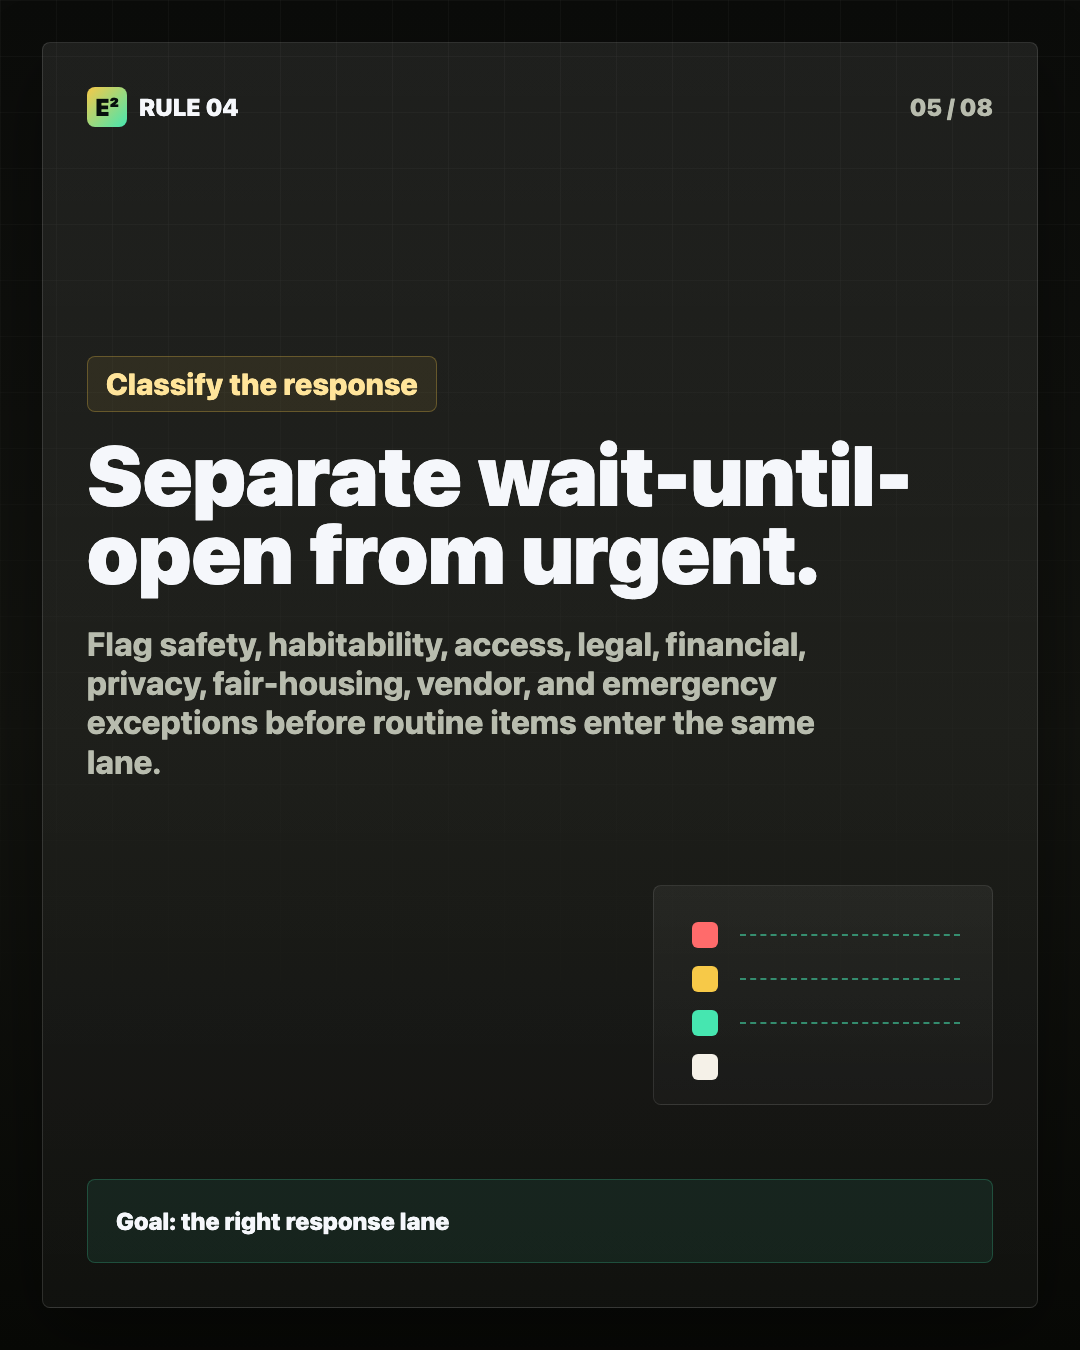 E² RULE 04
05 / 08
Classify the response
Separate wait-until-
open from urgent.
Flag safety, habitability, access, legal, financial,
privacy, fair-housing, vendor, and emergency
exceptions before routine items enter the same
lane.
Goal: the right response lane